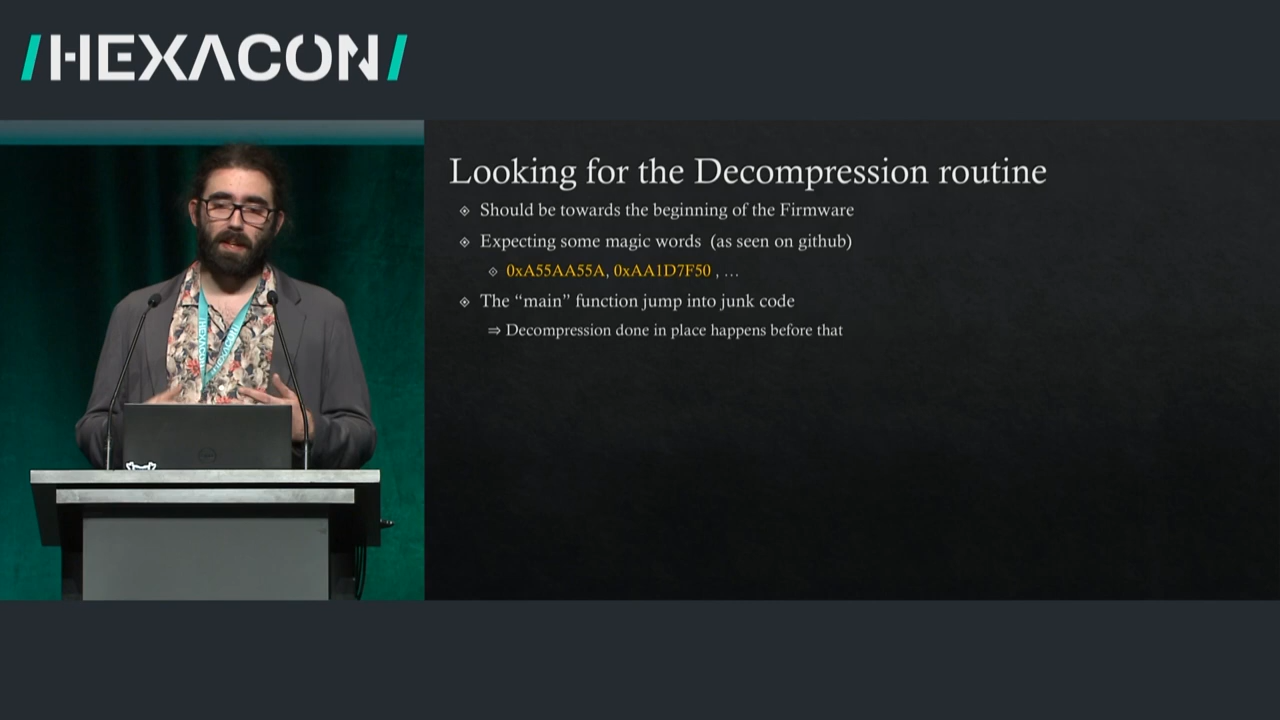 /HEXACON/
Looking for the Decompression routine
Should be towards the beginning of the Firmware
Expecting some magic words (as seen on github)
0xA55AA55A, 0xAA1D7F50 , …
The “main” function jump into junk code
⇒ Decompression done in place happens before that
HEXACON
HEXACON